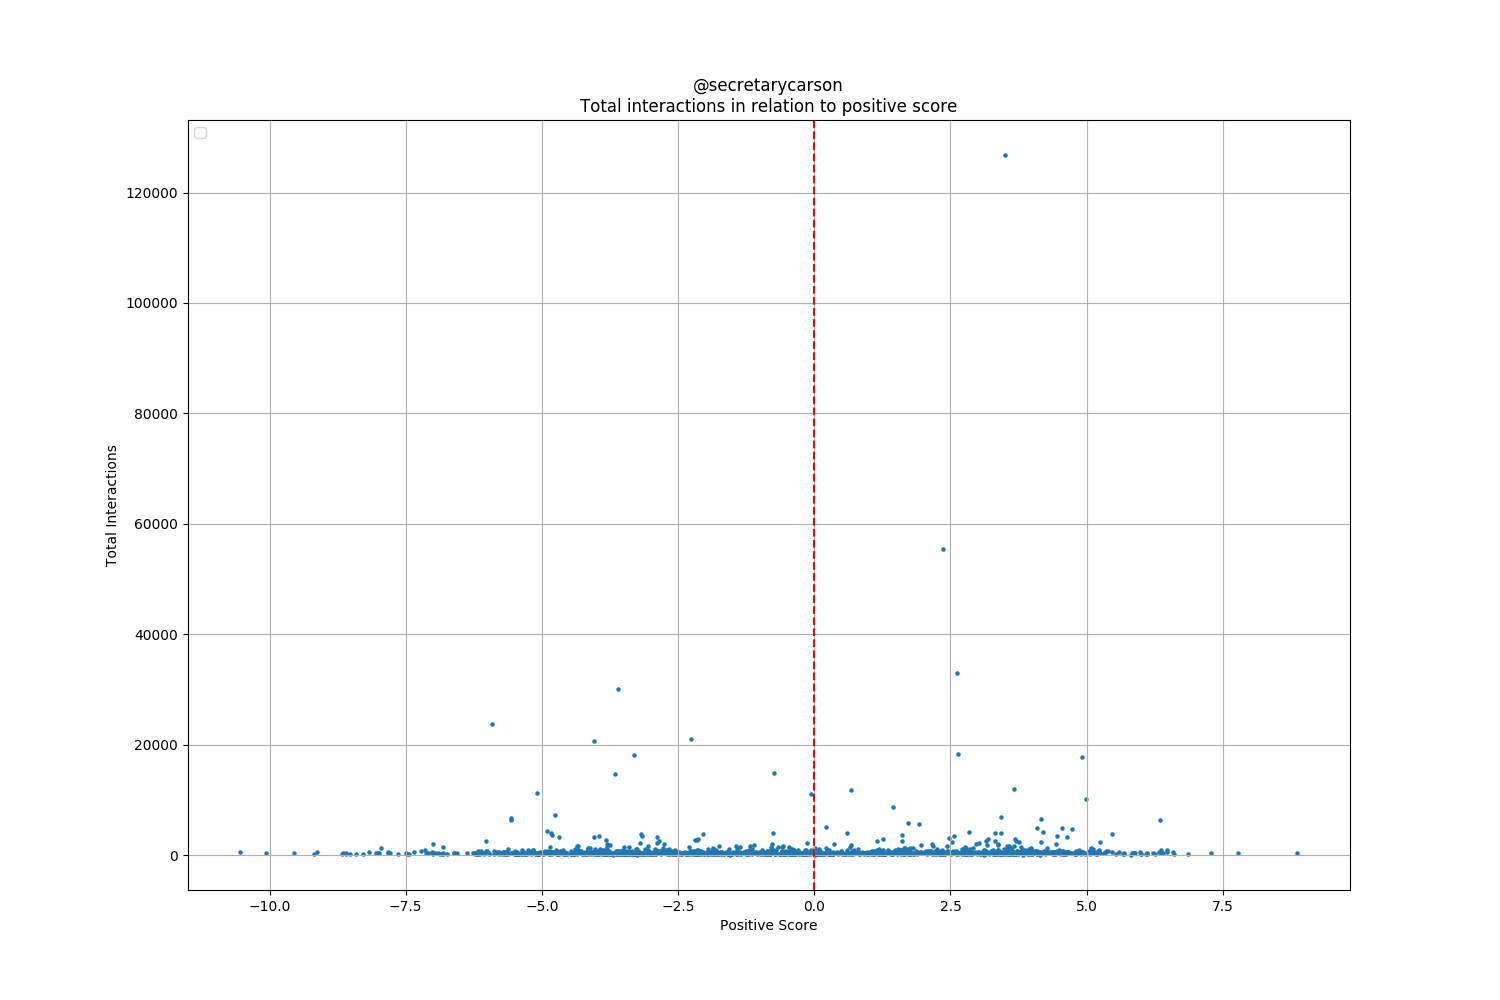 @secretarycarson
Total interactions in relation to positive score
120000
100000
80000
60000
40000
20000
0
Total Interactions
−10.0 −7.5 −5.0 −2.5 0.0 2.5 5.0 7.5
Positive Score